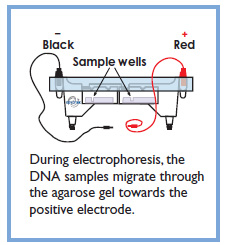 − +
Black Red
Sample wells
During electrophoresis, the
DNA samples migrate through
the agarose gel towards the
positive electrode.